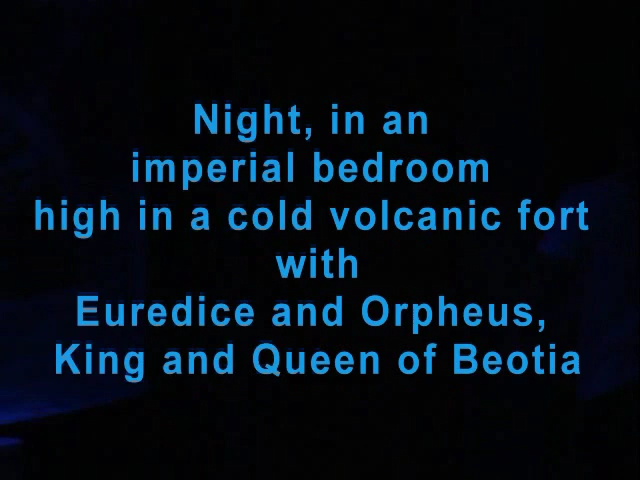 Night, in an
imperial bedroom
high in a cold volcanic fort
with
Euredice and Orpheus,
King and Queen of Beotia